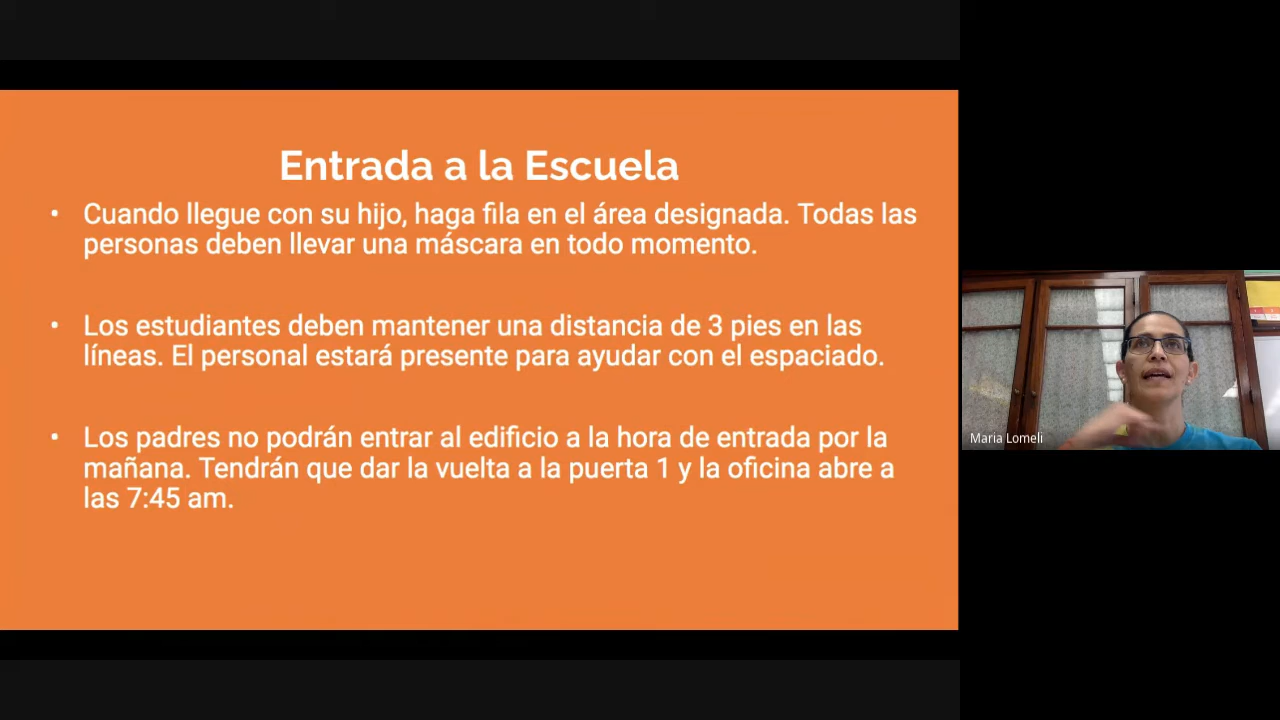 Entrada a la Escuela
• Cuando llegue con su hijo, haga fila en el área designada. Todas las
personas deben llevar una máscara en todo momento.
• Los estudiantes deben mantener una distancia de 3 pies en las
líneas. El personal estará presente para ayudar con el espaciado.
• Los padres no podrán entrar al edificio a la hora de entrada por la
mañana. Tendrán que dar la vuelta a la puerta 1 y la oficina abre a
las 7:45 am.
Maria Lomeli